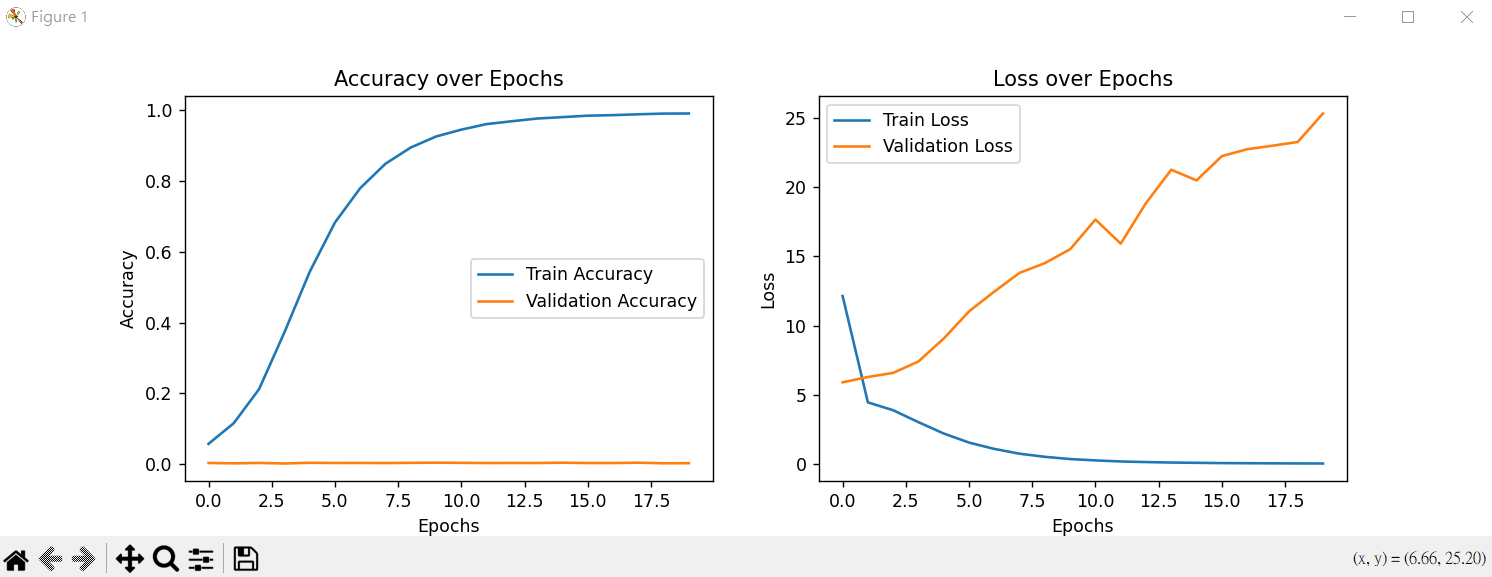 Figure 1
Accuracy over Epochs
1.0
0.8
0.6
0.4
0.2
0.0
Accuracy
Train Accuracy
Validation Accuracy
0.0 2.5 5.0 7.5 10.0 12.5 15.0 17.5
Epochs
Loss over Epochs
25
20
15
10
5
0
Loss
Train Loss
Validation Loss
0.0 2.5 5.0 7.5 10.0 12.5 15.0 17.5
Epochs
(x, y) = (6.66, 25.20)